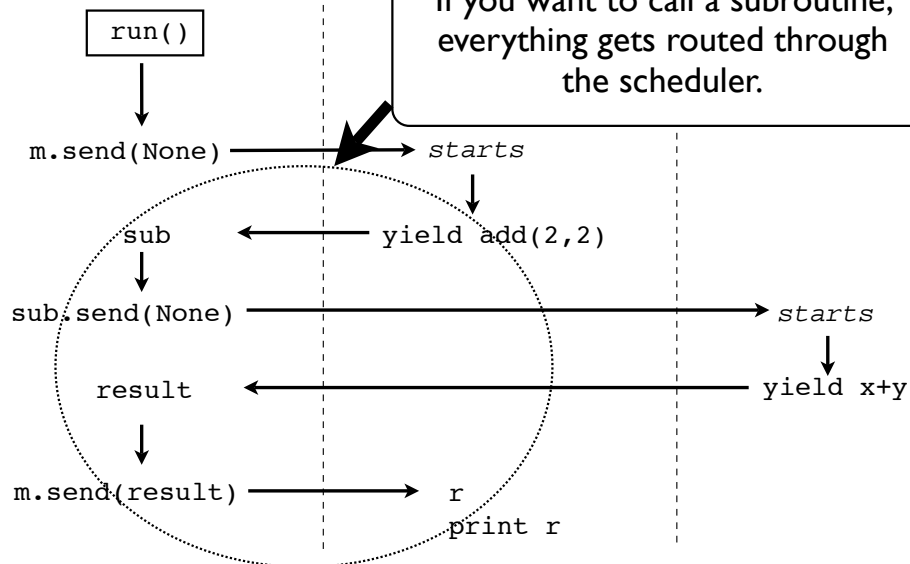 If you want to call a subroutine,
everything gets routed through
the scheduler.
run()
m.send(None)
starts
sub
yield add(2,2)
sub.send(None)
starts
result
yield x+y
m.send(result)
r
print r